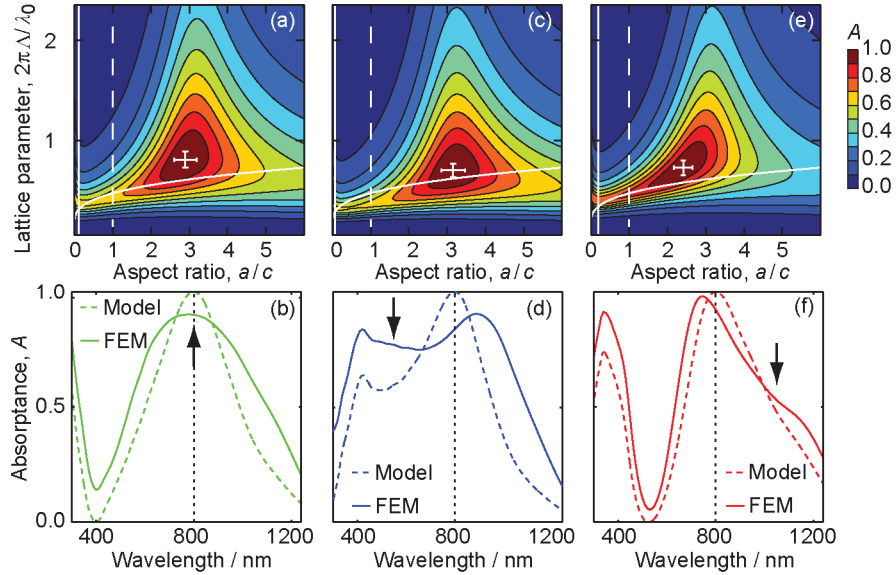 Lattice parameter, 2πΛ/λ0
2
1
(a)
0 1 2 3 4 5
Aspect ratio, a/c
(c)
0 1 2 3 4 5
Aspect ratio, a/c
(e)
0 1 2 3 4 5
Aspect ratio, a/c
A
1.0
0.8
0.6
0.4
0.2
0.0
Absorptance, A
1.0
0.5
0.0
(b)
Model
FEM
400 800 1200
Wavelength / nm
(d)
Model
FEM
400 800 1200
Wavelength / nm
(f)
Model
FEM
400 800 1200
Wavelength / nm